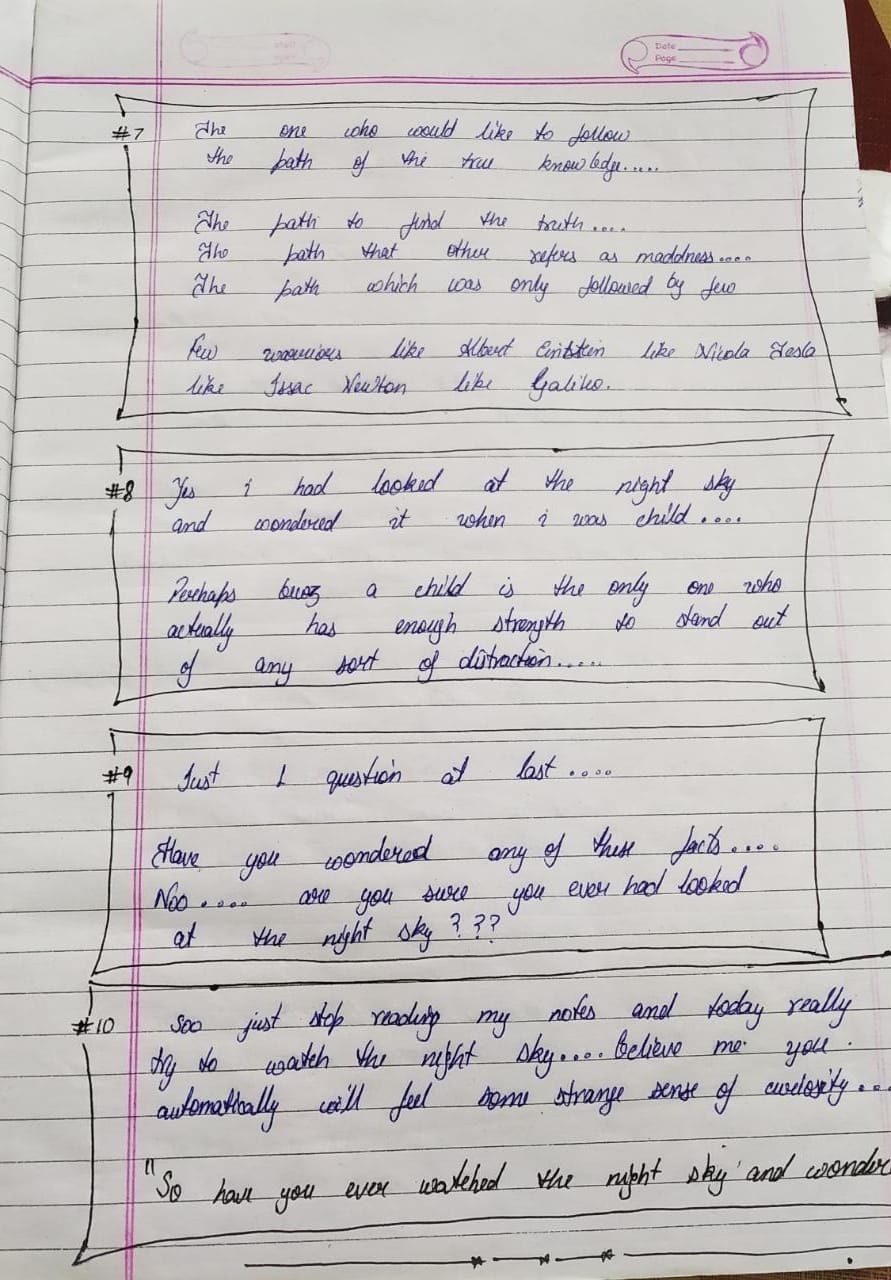 Date
Page
#7 The one who would like to follow
the path of the true knowledge.....
The path to find the truth....
The path that other refers as maddness....
The path which was only followed by few
Few warriors like Albert Eintstein like Nicola Tesla
like Issac Newton like Galileo.
#8 Yes i had looked at the night sky
and wondered it when i was child....
Perehaps a child is the only one who
actually has enough strength to stand out
of any sort of distraction.....
#9 Just 1 question at last....
Have you wondered any of these facts....
Noo.... are you sure you ever had looked
at the night sky???
#10 Soo just stop reading my notes and today really
try to watch the night sky.... Believe me you
automatically will feel some strange sense of curiosity...
"So have you ever watched the night sky and wonder